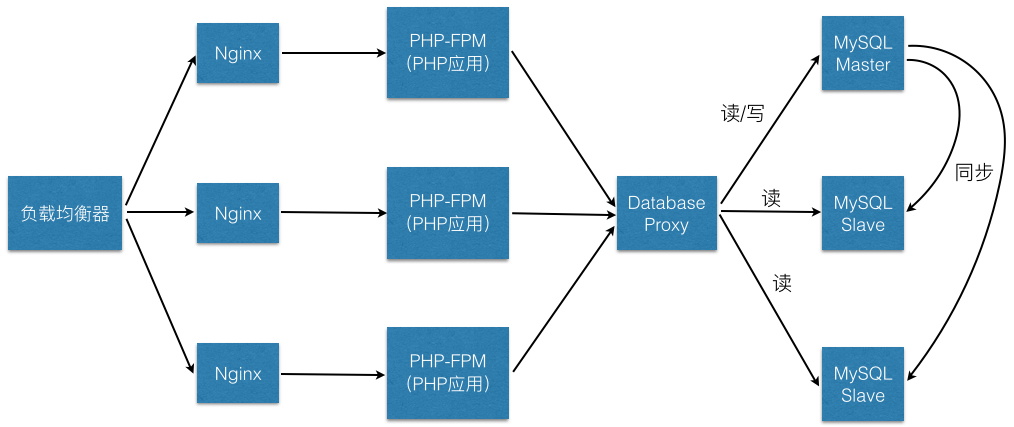 负载均衡器
Nginx
Nginx
Nginx
PHP-FPM
(PHP应用)
PHP-FPM
(PHP应用)
PHP-FPM
(PHP应用)
Database
Proxy
读/写
读
读
MySQL
Master
MySQL
Slave
MySQL
Slave
同步